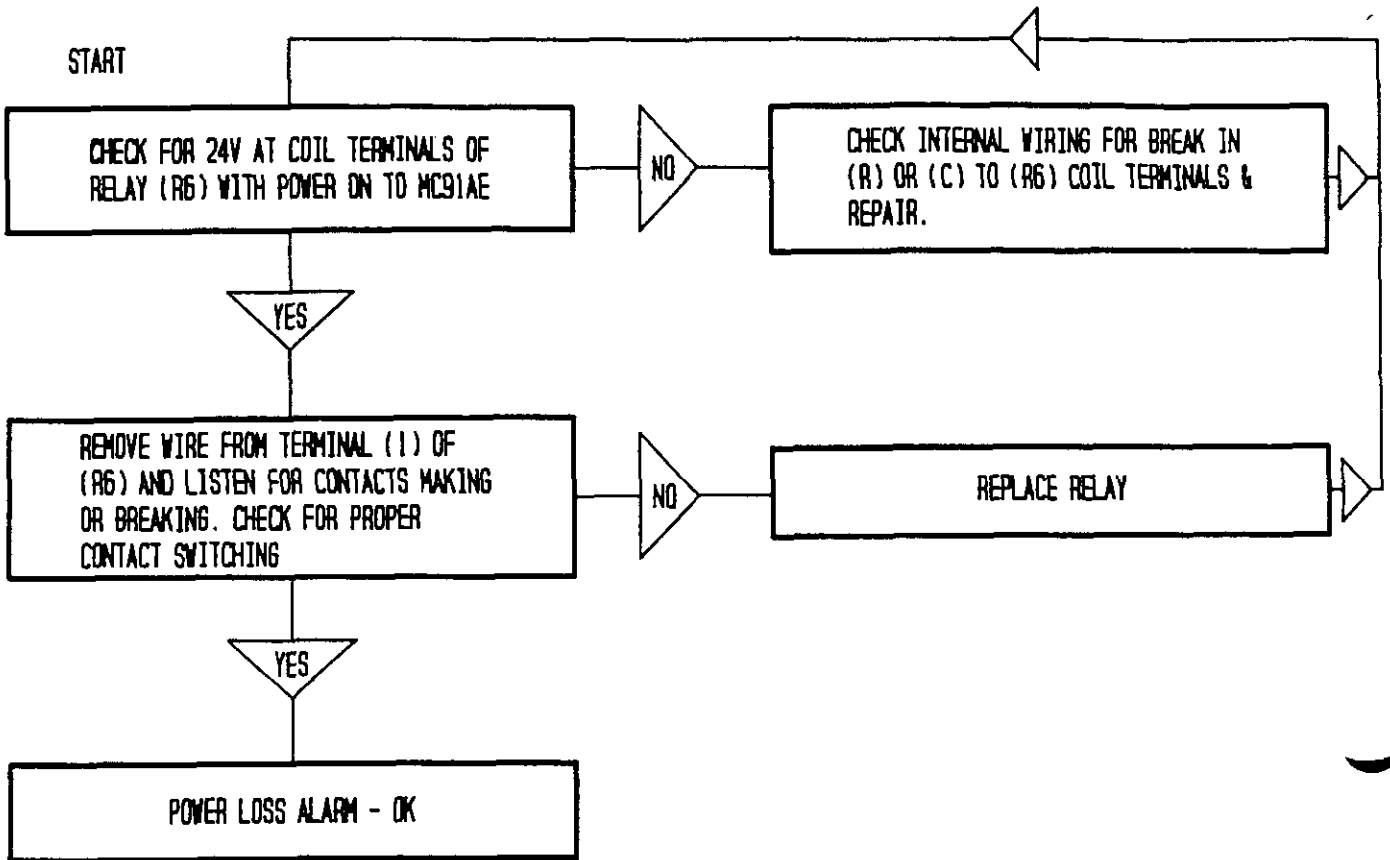 START
CHECK FOR 24V AT COIL TERMINALS OF
RELAY (R6) WITH POWER ON TO MC91AE
NO
CHECK INTERNAL WIRING FOR BREAK IN
(R) OR (C) TO (R6) COIL TERMINALS &
REPAIR.
YES
REMOVE WIRE FROM TERMINAL (1) OF
(R6) AND LISTEN FOR CONTACTS MAKING
OR BREAKING. CHECK FOR PROPER
CONTACT SWITCHING
NO
REPLACE RELAY
YES
POWER LOSS ALARM - OK